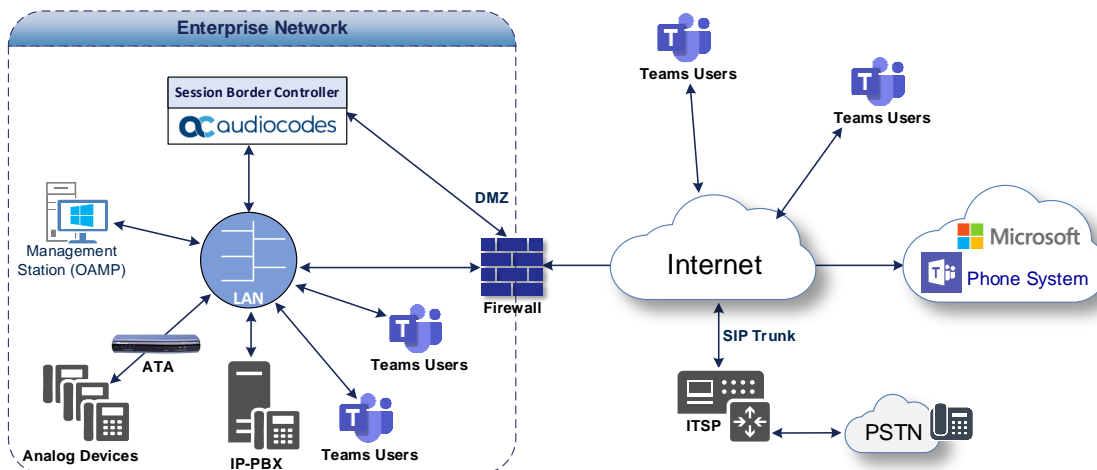 Enterprise Network
Session Border Controller
audiocodes
DMZ
Management
Station (OAMP)
LAN
Firewall
ATA
Analog Devices
IP-PBX
Teams Users
Teams Users
T
T
Teams Users
Teams Users
T
T
Internet
Microsoft
T
Phone System
SIP Trunk
ITSP
PSTN